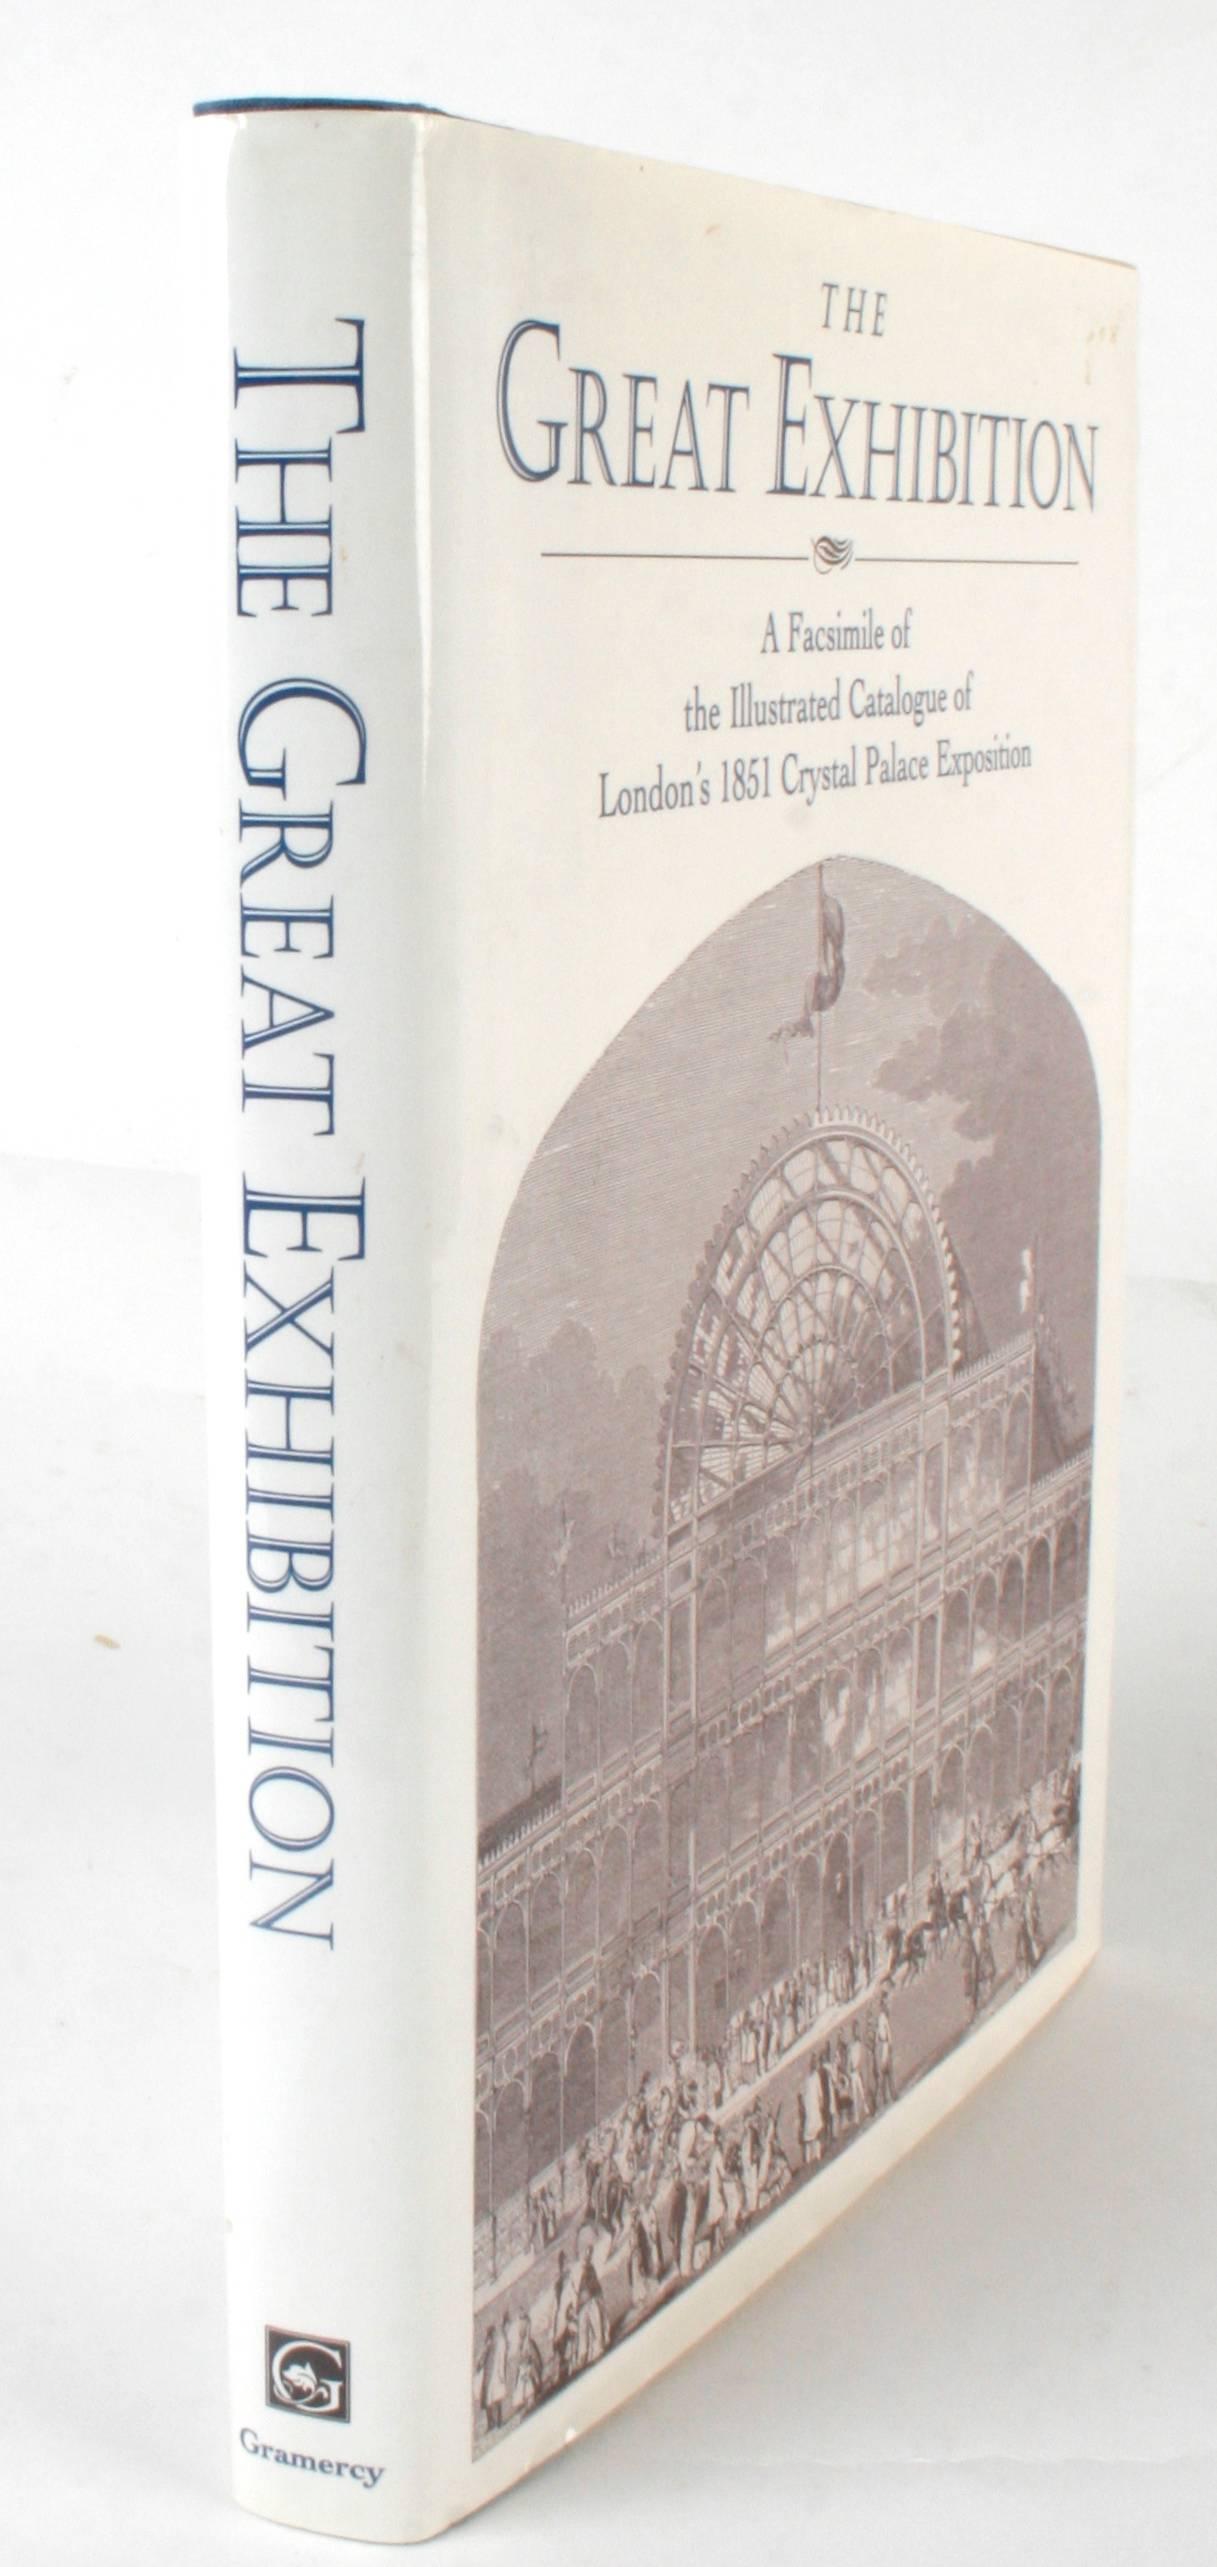 THE GREAT EXHIBITION
G
Gramercy
THE
GREAT EXHIBITION
A Facsimile of
the Illustrated Catalogue of
London's 1851 Crystal Palace Exposition